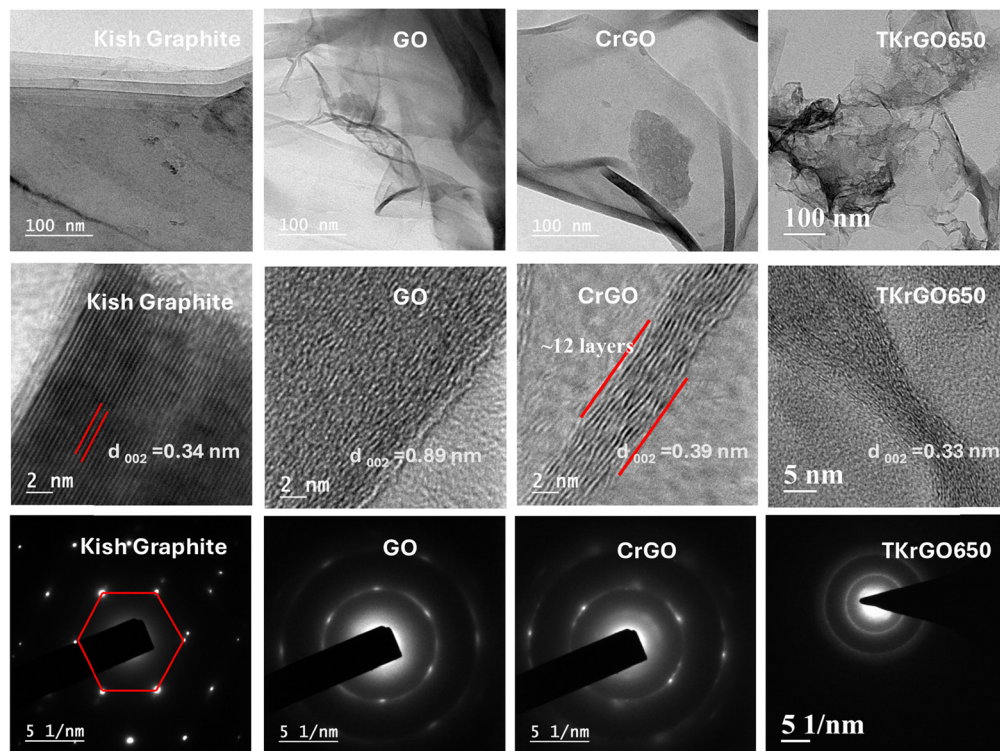 Kish Graphite
100 nm
GO
100 nm
CrGO
100 nm
TKrGO650
100 nm
Kish Graphite
d 002 =0.34 nm
2 nm
GO
d 002 =0.89 nm
2 nm
CrGO
~12 layers
d 002 =0.39 nm
2 nm
TKrGO650
d 002 =0.33 nm
5 nm
Kish Graphite
5 1/nm
GO
5 1/nm
CrGO
5 1/nm
TKrGO650
5 1/nm